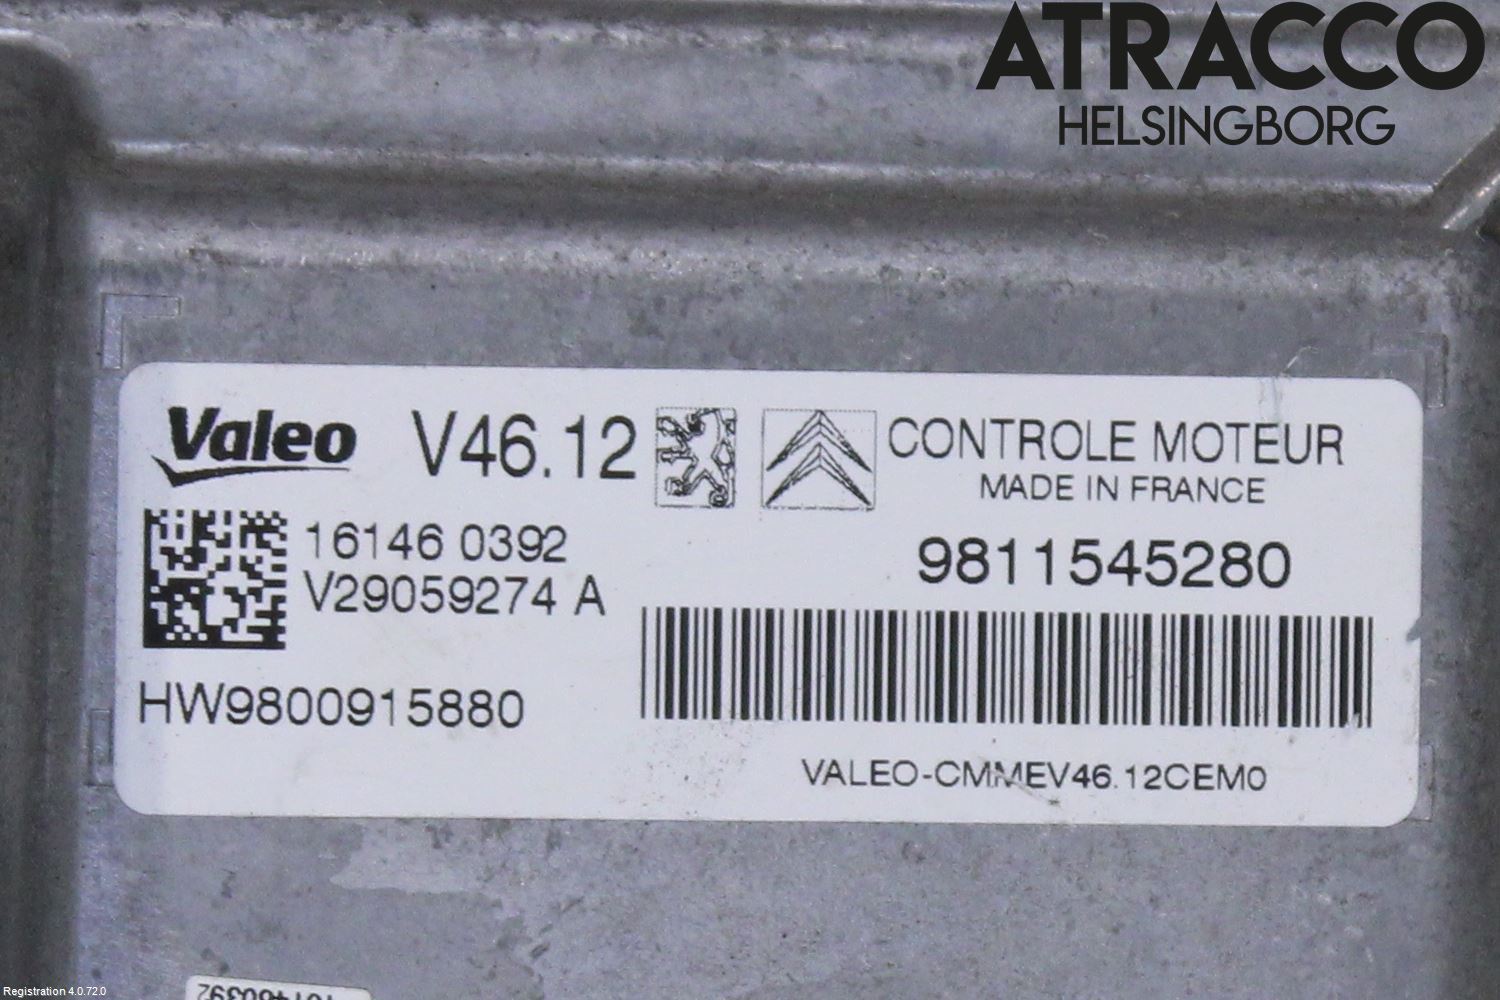 ATRACCO
HELSINGBORG
Valeo V46.12 CONTROLE MOTEUR
MADE IN FRANCE
16146 0392
V29059274 A
9811545280
HW9800915880
VALEO-CMMEV46.12CEM0
161460392
Registration 4.0.72.0